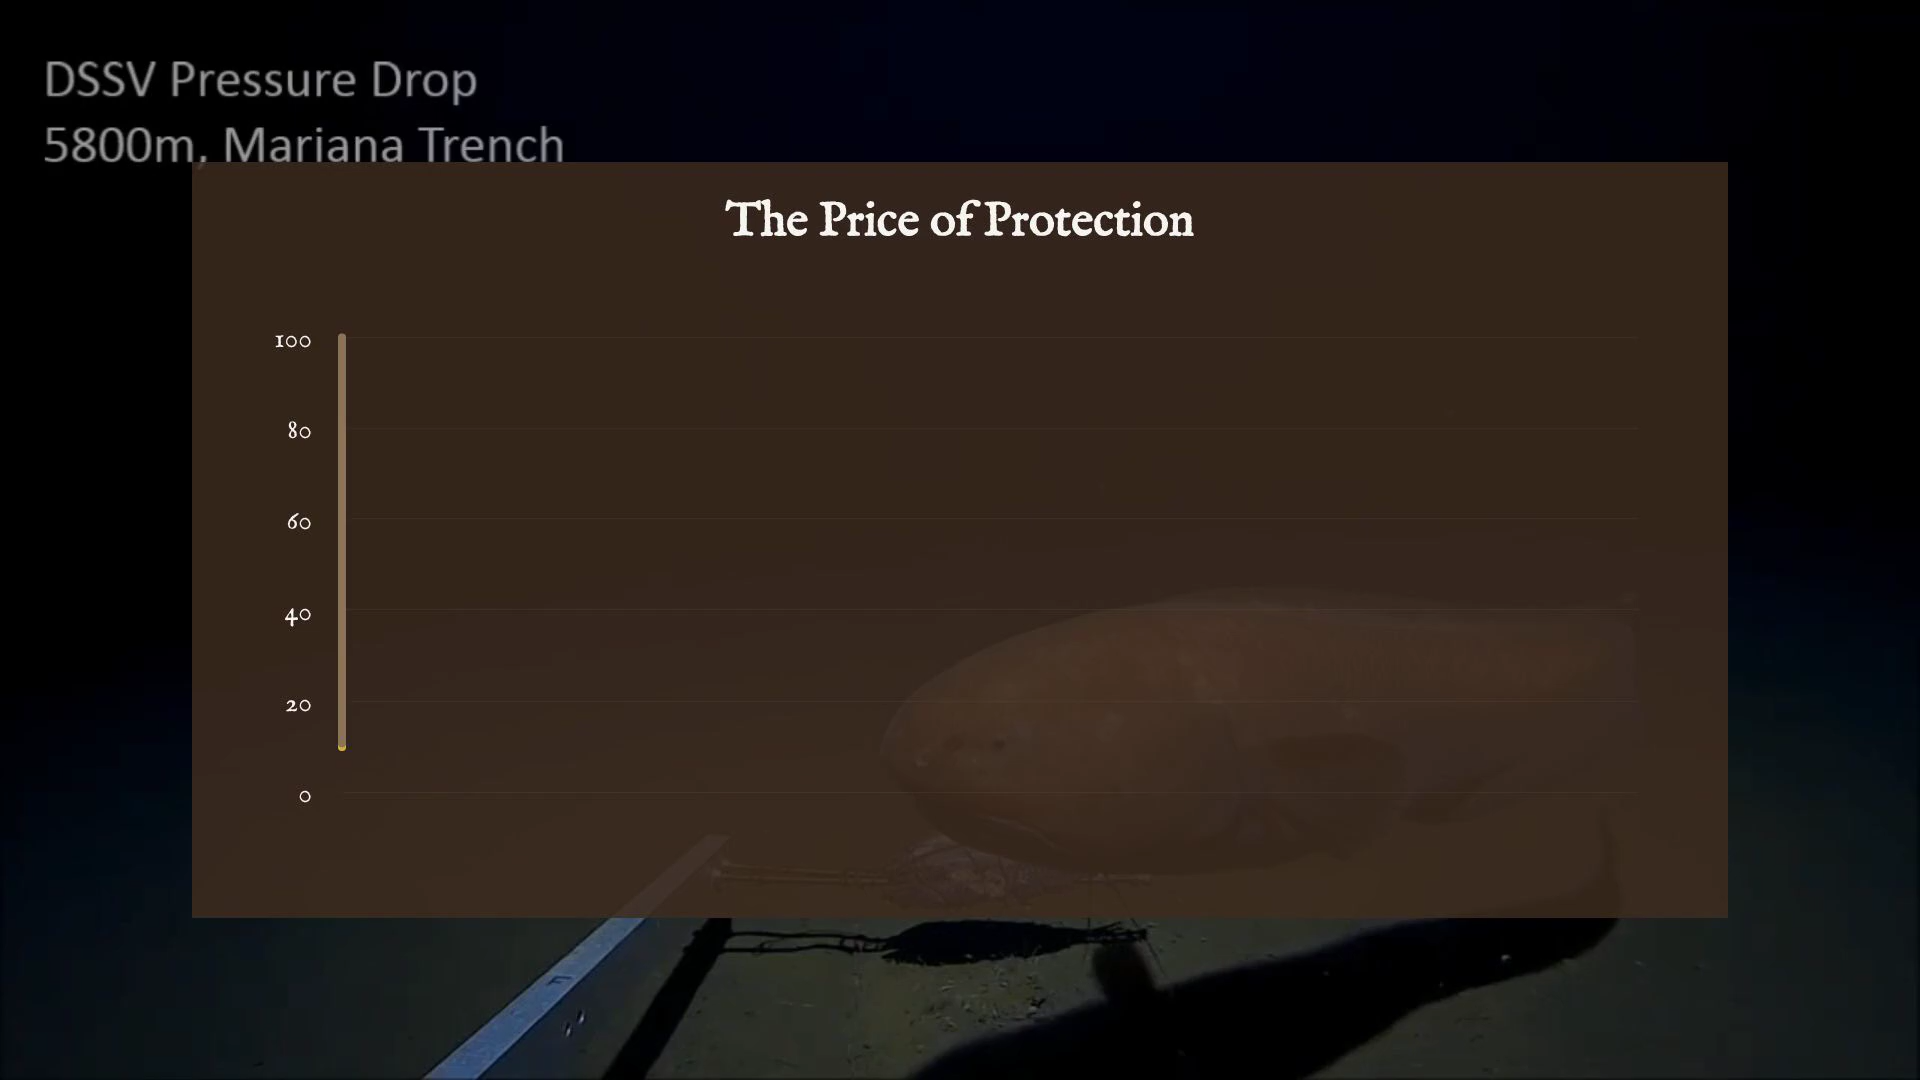 DSSV Pressure Drop
5800m, Mariana Trench
The Price of Protection
100
80
60
40
20
0
F